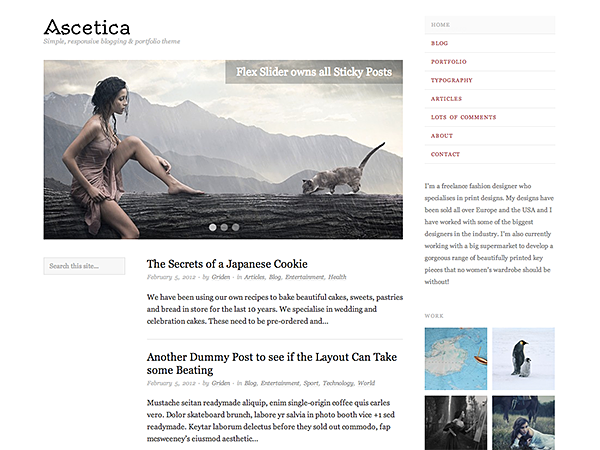 Ascetica
Simple, responsive blogging & portfolio theme
Flex Slider owns all Sticky Posts
Search this site...
The Secrets of a Japanese Cookie
February 5, 2012 - by Griden - in Articles, Blog, Entertainment, Health
We have been using our own recipes to bake beautiful cakes, sweets, pastries
and bread in store for the last 10 years. We specialise in wedding and
celebration cakes. These need to be pre-ordered and...
Another Dummy Post to see if the Layout Can Take
some Beating
February 5, 2012 - by Griden - in Blog, Entertainment, Sport, Technology, World
Mustache seitan readymade aliquip, enim single-origin coffee quis carles
vero. Dolor skateboard brunch, labore yr salvia in photo booth vice +1 sed
readymade. Keytar laborum delectus before they sold out commodo, fap
mcsweeney's eiusmod aesthetic...
HOME
BLOG
PORTFOLIO
TYPOGRAPHY
ARTICLES
LOTS OF COMMENTS
ABOUT
CONTACT
I'm a freelance fashion designer who
specialises in print designs. My designs have
been sold all over Europe and the USA and I
have worked with some of the biggest
designers in the industry. I'm also currently
working with a big supermarket to develop a
gorgeous range of beautifully printed key
pieces that no women's wardrobe should be
without!
WORK